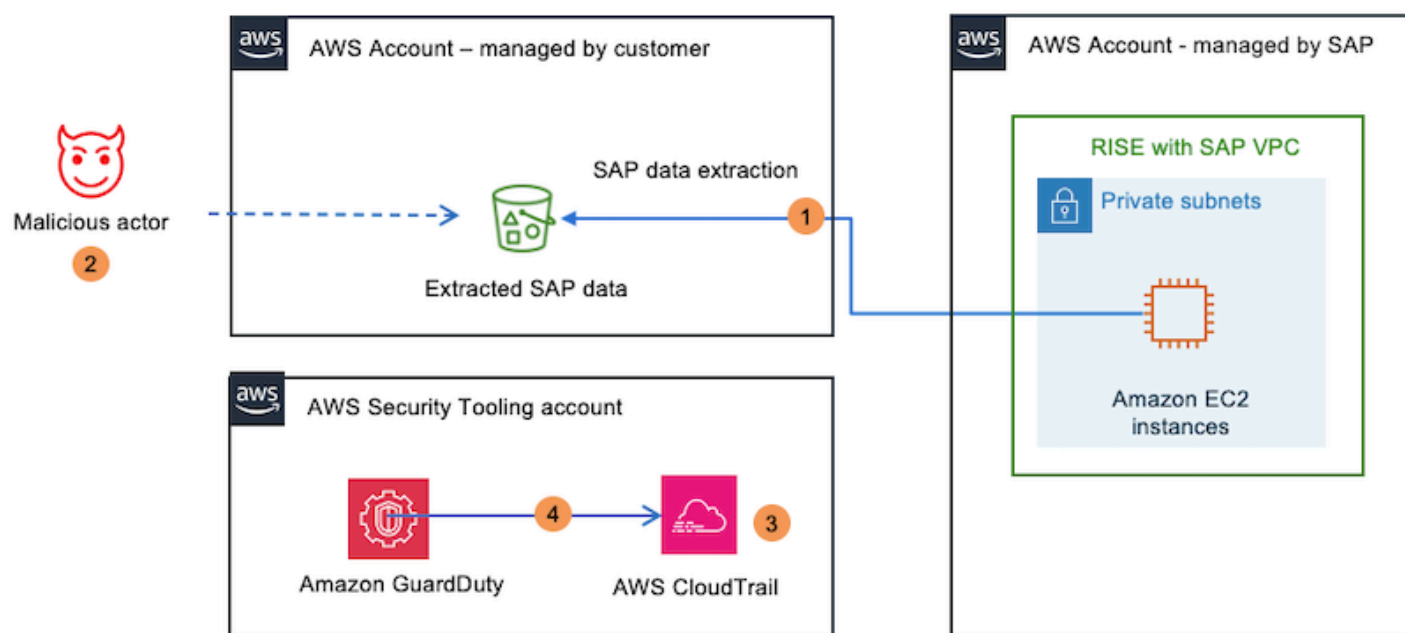 aws
AWS Account – managed by customer
aws
AWS Account - managed by SAP
RISE with SAP VPC
SAP data extraction
Private subnets
1
Malicious actor
2
Extracted SAP data
Amazon EC2
instances
aws
AWS Security Tooling account
4
3
Amazon GuardDuty
AWS CloudTrail